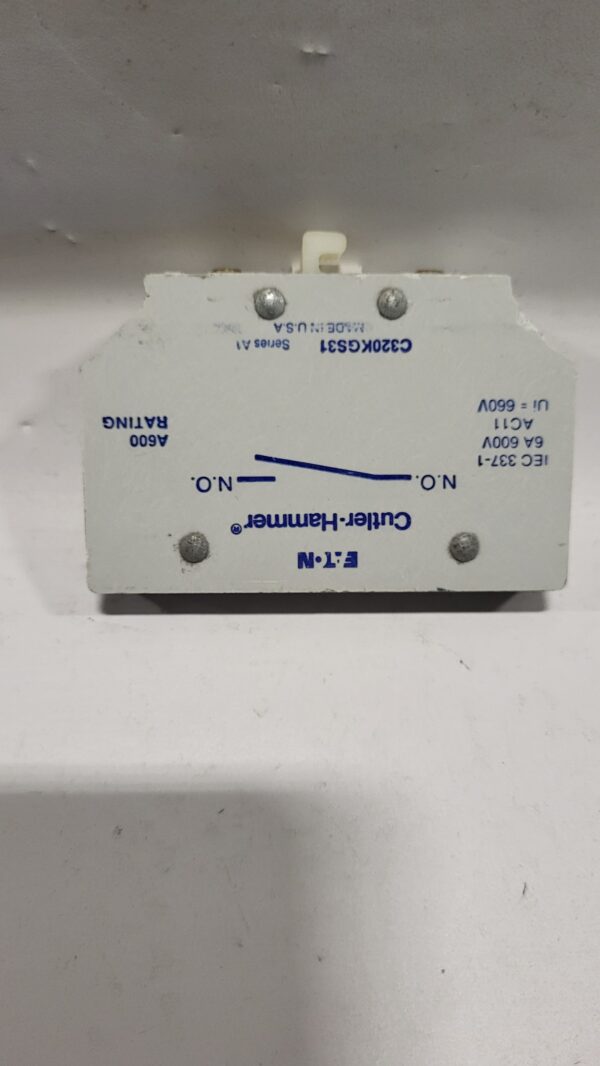 E·T·N
Cutler-Hammer®
N.O. N.O.
IEC 337-1
6A 600V
AC11
Ui = 660V
A600
RATING
C320KGS31 Series A1
MADE IN U.S.A